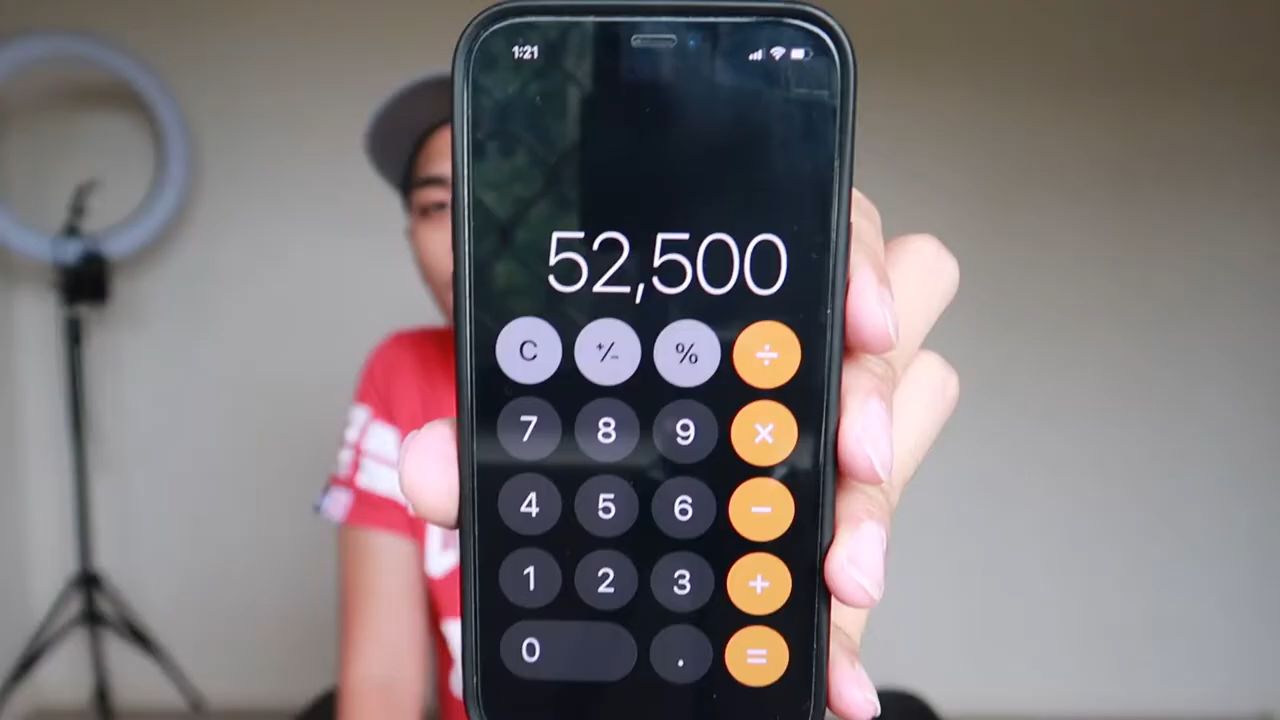 1:21
52,500
C +/- % ÷
7 8 9 ×
4 5 6 −
1 2 3 +
0 . =